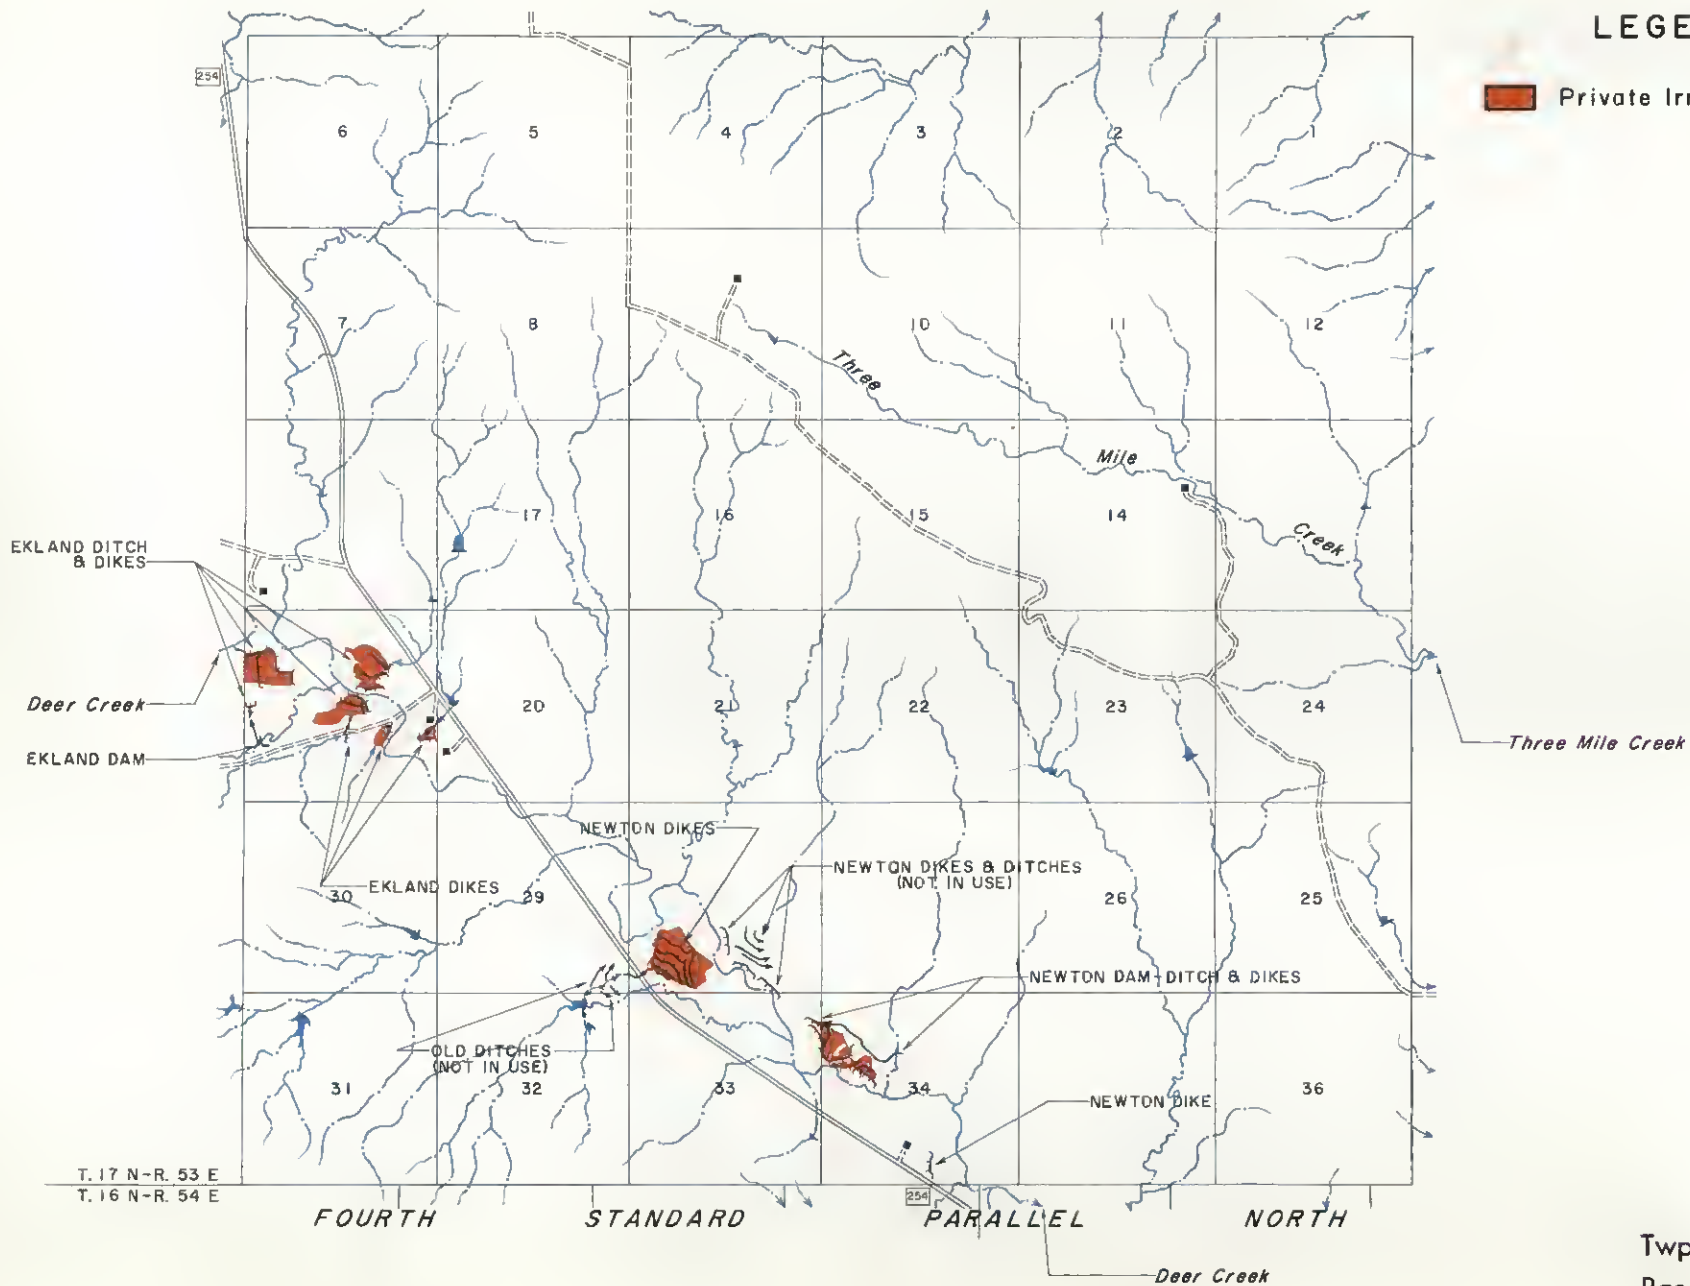 LEGE
254
Private Irr
6
5
4
3
2
1
7
8
10
11
12
Three
Mile
Creek
17
16
15
14
EKLAND DITCH
& DIKES
Deer Creek
EKLAND DAM
20
21
22
23
24
Three Mile Creek
NEWTON DIKES
NEWTON DIKES & DITCHES
(NOT IN USE)
EKLAND DIKES
30
29
26
25
NEWTON DAM-DITCH & DIKES
OLD DITCHES
(NOT IN USE)
31
32
33
34
36
NEWTON DIKE
T. 17 N-R. 53 E
T. 16 N-R. 54 E
254
FOURTH STANDARD PARALLEL NORTH
Twp
Deer Creek